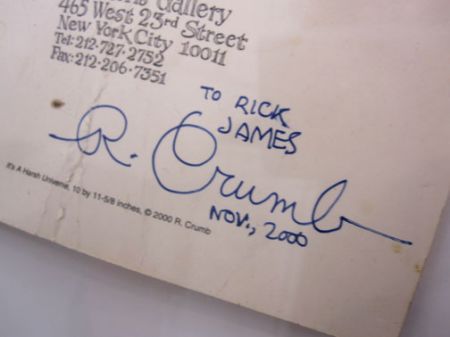 Gallery
465 West 23rd Street
New York City 10011
Tel: 212-727-2752
Fax: 212-206-7351
TO RICK
JAMES
R. Crumb
NOV., 2000
It's A Harsh Universe, 10 by 11-5/8 inches, © 2000 R. Crumb